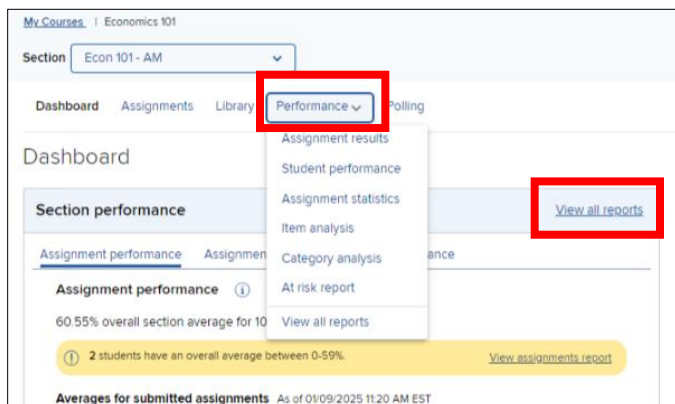 My Courses | Economics 101
Section Econ 101 - AM
Dashboard Assignments Library Performance Polling
Assignment results
Dashboard
Student performance
Assignment statistics
Section performance View all reports
Item analysis
Assignment performance Category analysis
Assignment performance At risk report
60.55% overall section average for 10 View all reports
2 students have an overall average between 0-59%. View assignments report
Averages for submitted assignments As of 01/09/2025 11:20 AM EST